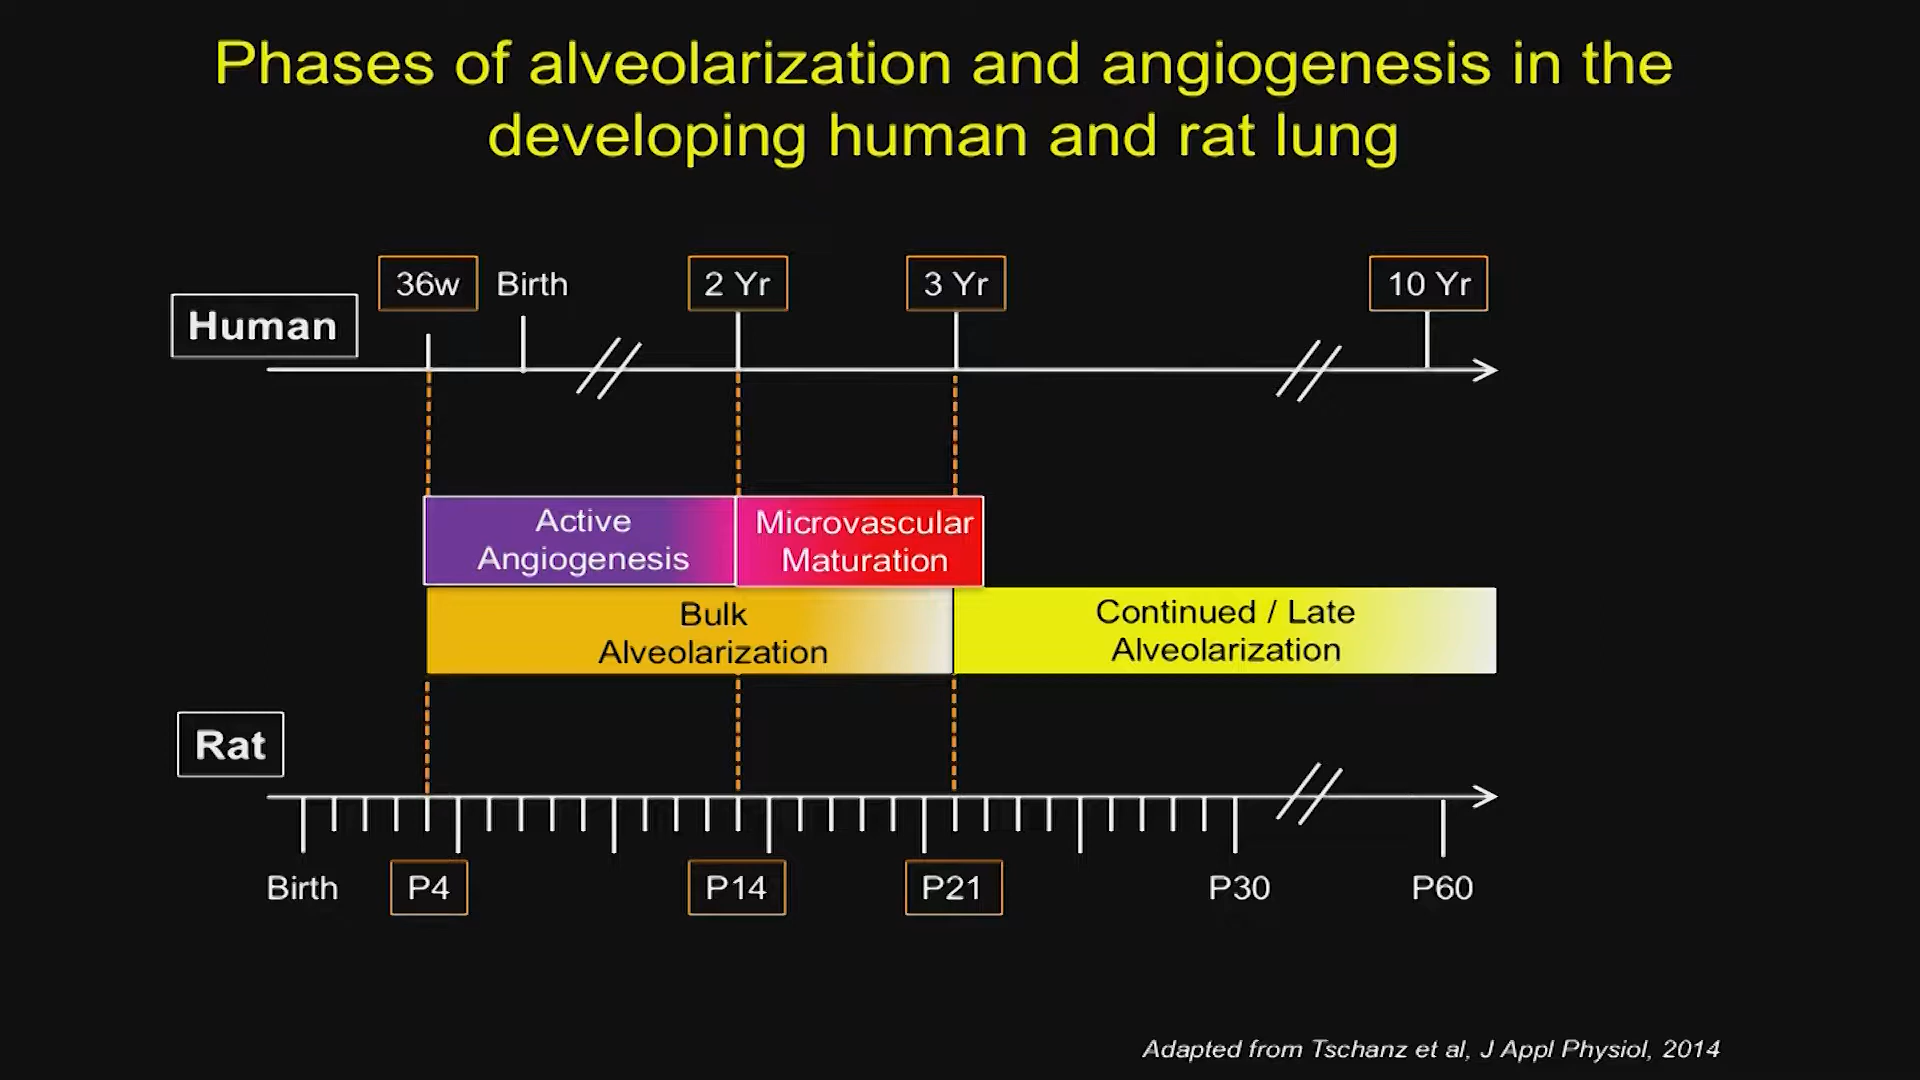 Phases of alveolarization and angiogenesis in the
developing human and rat lung
36w Birth 2 Yr 3 Yr 10 Yr
Human
Active
Angiogenesis
Microvascular
Maturation
Bulk
Alveolarization
Continued / Late
Alveolarization
Rat
Birth P4 P14 P21 P30 P60
Adapted from Tschanz et al, J Appl Physiol, 2014